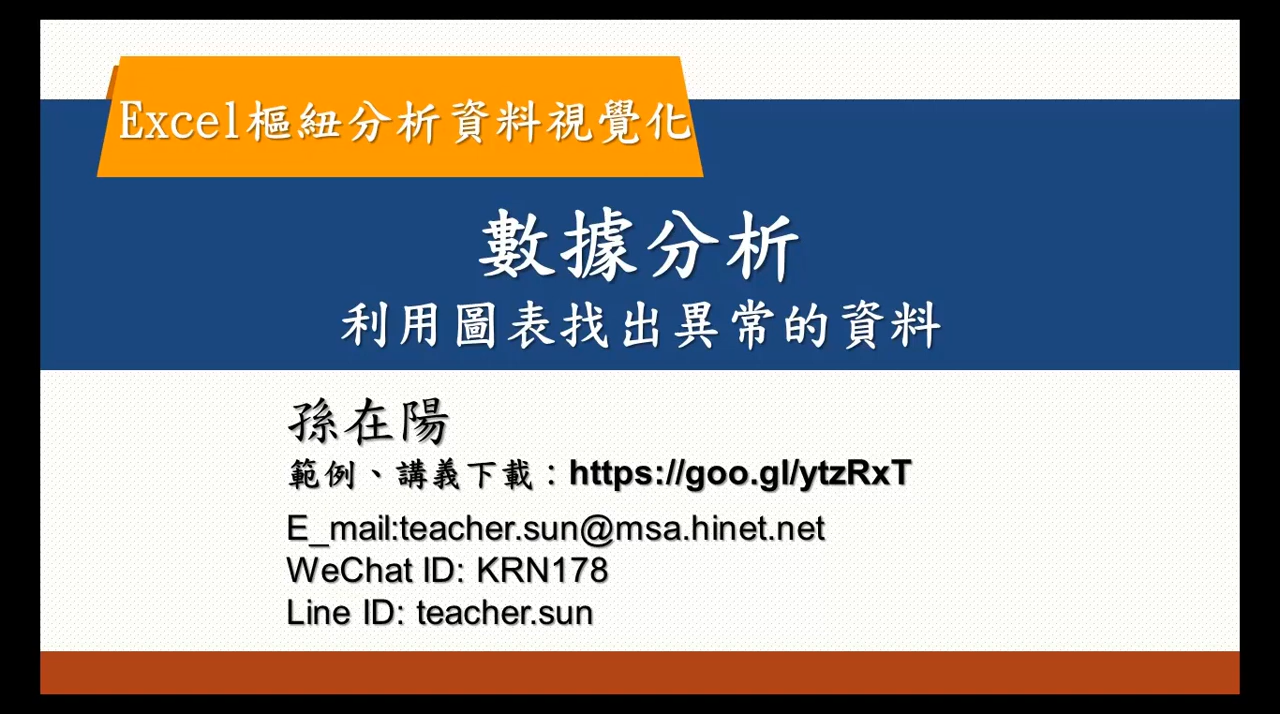 Excel樞紐分析資料視覺化
數據分析
利用圖表找出異常的資料
孫在陽
範例、講義下載：https://goo.gl/ytzRxT
E_mail:teacher.sun@msa.hinet.net
WeChat ID: KRN178
Line ID: teacher.sun